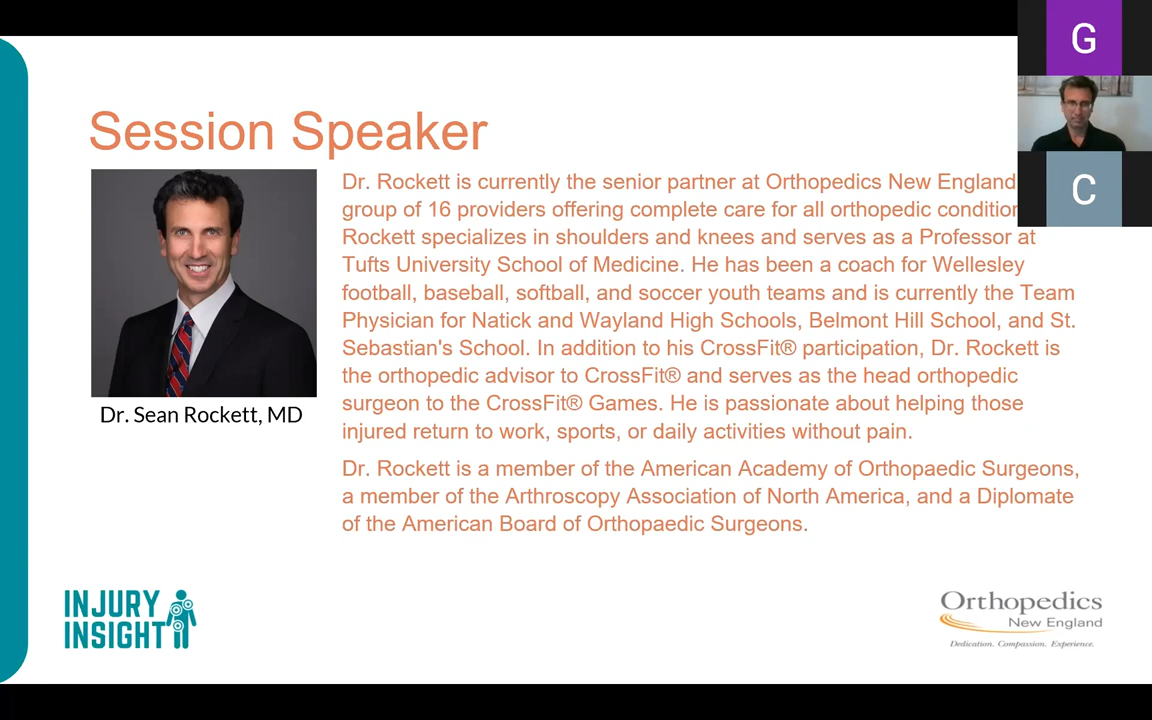 Session Speaker
Dr. Rockett is currently the senior partner at Orthopedics New England
group of 16 providers offering complete care for all orthopedic condition
Rockett specializes in shoulders and knees and serves as a Professor at
Tufts University School of Medicine. He has been a coach for Wellesley
football, baseball, softball, and soccer youth teams and is currently the Team
Physician for Natick and Wayland High Schools, Belmont Hill School, and St.
Sebastian's School. In addition to his CrossFit® participation, Dr. Rockett is
the orthopedic advisor to CrossFit® and serves as the head orthopedic
surgeon to the CrossFit® Games. He is passionate about helping those
injured return to work, sports, or daily activities without pain.
Dr. Rockett is a member of the American Academy of Orthopaedic Surgeons,
a member of the Arthroscopy Association of North America, and a Diplomate
of the American Board of Orthopaedic Surgeons.
Dr. Sean Rockett, MD
INJURY
INSIGHT
Orthopedics
New England
Dedication. Compassion. Experience.
G
C